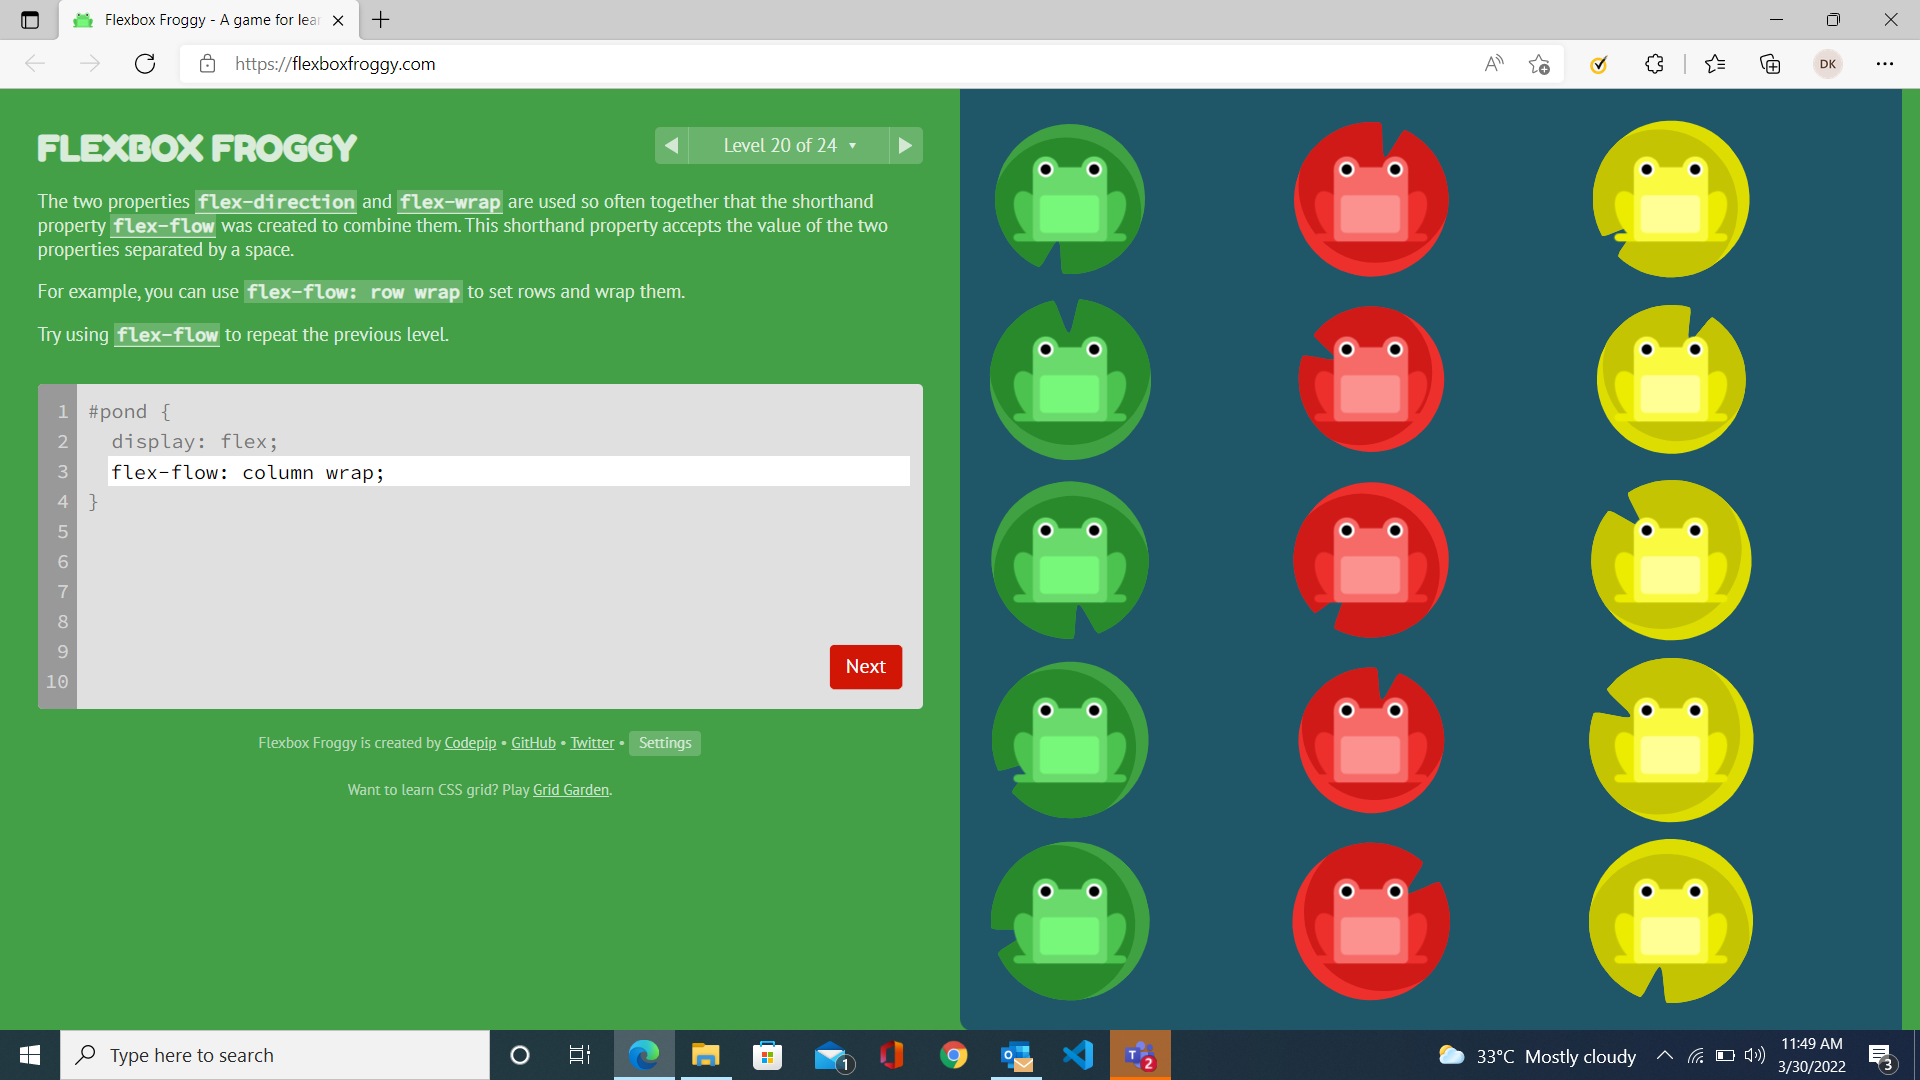 Flexbox Froggy - A game for lear
https://flexboxfroggy.com
DK
FLEXBOX FROGGY
Level 20 of 24
The two properties flex-direction and flex-wrap are used so often together that the shorthand
property flex-flow was created to combine them. This shorthand property accepts the value of the two
properties separated by a space.
For example, you can use flex-flow: row wrap to set rows and wrap them.
Try using flex-flow to repeat the previous level.
1 #pond {
2 display: flex;
3 flex-flow: column wrap;
4 }
5
6
7
8
9
10
Next
Flexbox Froggy is created by Codepip • GitHub • Twitter • Settings
Want to learn CSS grid? Play Grid Garden.
Type here to search
1
2
33°C Mostly cloudy
11:49 AM
3/30/2022
3